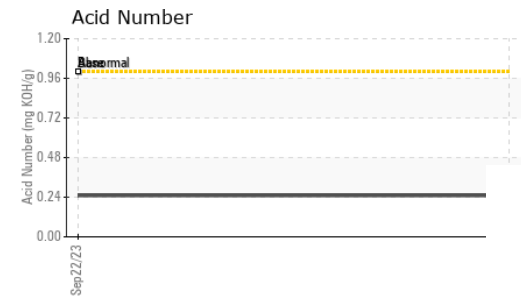 Acid Number
1.20
Abnormal
0.96
0.72
0.48
0.24
0.00
Acid Number (mg KOH/g)
Sep22/23